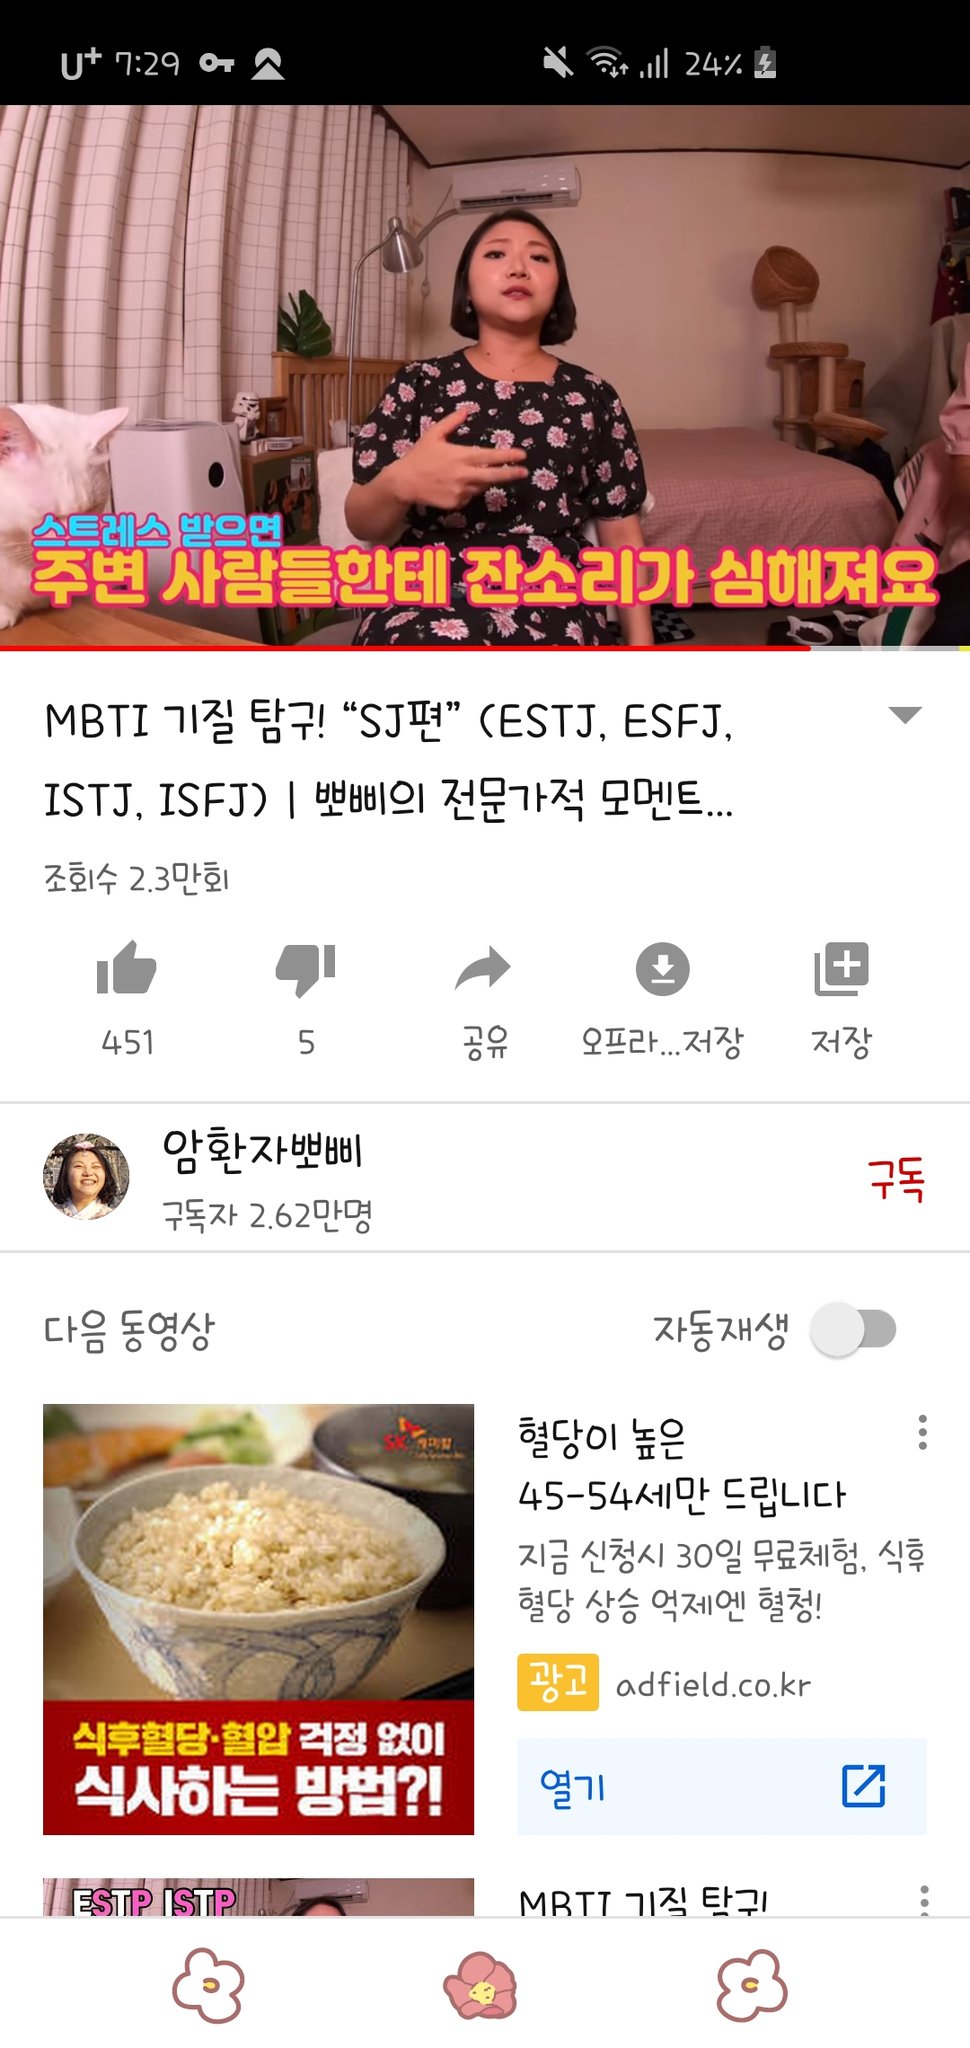 U+ 7:29 24%
스트레스 받으면
주변 사람들한테 잔소리가 심해져요
MBTI 기질 탐구! “SJ편” (ESTJ, ESFJ,
ISTJ, ISFJ) | 뽀삐의 전문가적 모멘트...
조회수 2.3만회
451 5 공유 오프라...저장 저장
암환자뽀삐
구독자 2.62만명
구독
다음 동영상 자동재생
SK 케미칼
식후혈당·혈압 걱정 없이
식사하는 방법?!
혈당이 높은
45-54세만 드립니다
지금 신청시 30일 무료체험, 식후
혈당 상승 억제엔 혈청!
광고 adfield.co.kr
열기
ESTP ISTP
MBTI 기질 탐구!